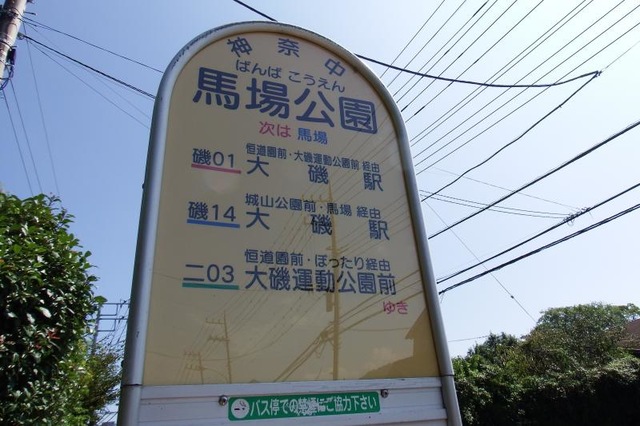 神奈中
ばんば こうえん
馬場公園
次は 馬場
恒道園前・大磯運動公園前 経由
磯01 大磯駅
城山公園前・馬場 経由
磯14 大磯駅
恒道園前・ぼったり経由
二03 大磯運動公園前
ゆき
バス停での禁煙にご協力下さい